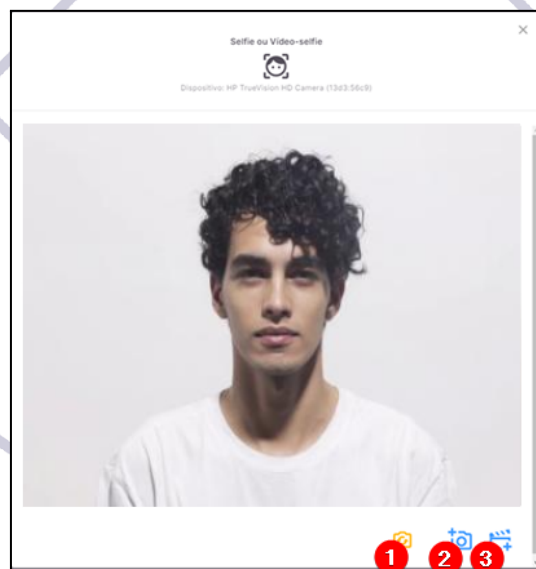 Selfie ou Vídeo-selfie
Dispositivo: HP TrueVision HD Camera (13d3:56c9)
1 2 3